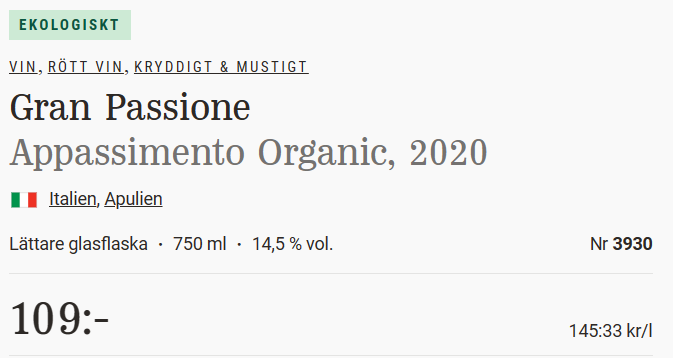 EKOLOGISKT
VIN, RÖTT VIN, KRYDDIGT & MUSTIGT
Gran Passione
Appassimento Organic, 2020
Italien, Apulien
Lättare glasflaska · 750 ml · 14,5 % vol. Nr 3930
109:- 145:33 kr/l